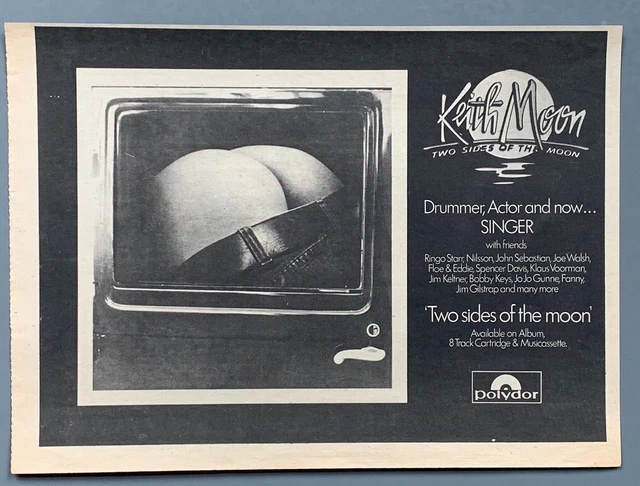 Keith Moon
TWO SIDES OF THE MOON
Drummer, Actor and now...
SINGER
with friends
Ringo Starr, Nilsson, John Sebastian, Joe Walsh,
Floe & Eddie, Spencer Davis, Klaus Voorman,
Jim Keltner, Bobby Keys, Jo Jo Gunne, Fanny,
Jim Gilstrap and many more
'Two sides of the moon'
Available on Album,
8 Track Cartridge & Musicassette.
polydor